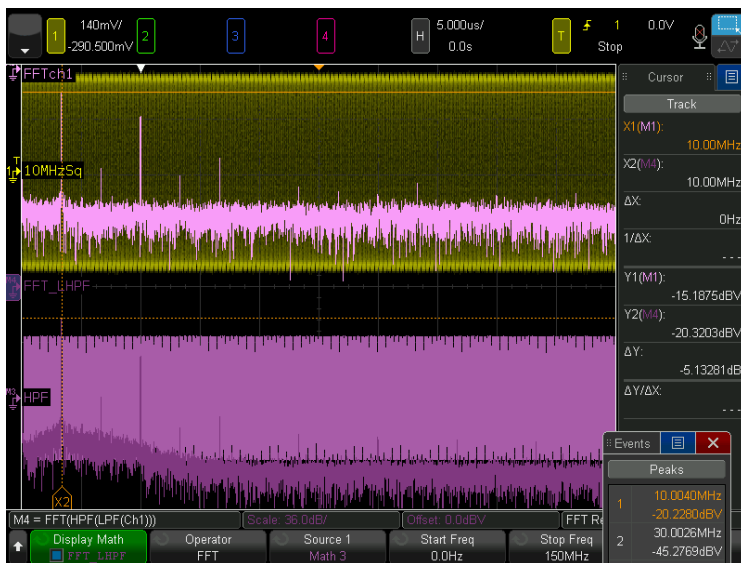 1 140mV/ -290.500mV 2 3 4 H 5.000us/ 0.0s T 1 0.0V Stop
FFTch1
T
1 10MHzSq
FFT_LHPF
M3 HPF
X2
Cursor
Track
X1(M1):
10.00MHz
X2(M4):
10.00MHz
ΔX:
0Hz
1/ΔX:
- - -
Y1(M1):
-15.1875dBV
Y2(M4):
-20.3203dBV
ΔY:
-5.13281dB
ΔY/ΔX:
- - -
Events
Peaks
1 10.0040MHz
-20.2280dBV
2 30.0026MHz
-45.2769dBV
M4 = FFT(HPF(LPF(Ch1))) Scale: 36.0dB/ Offset: 0.0dBV FFT Re
Display Math Operator Source 1 Start Freq Stop Freq
FFT_LHPF FFT Math 3 0.0Hz 150MHz